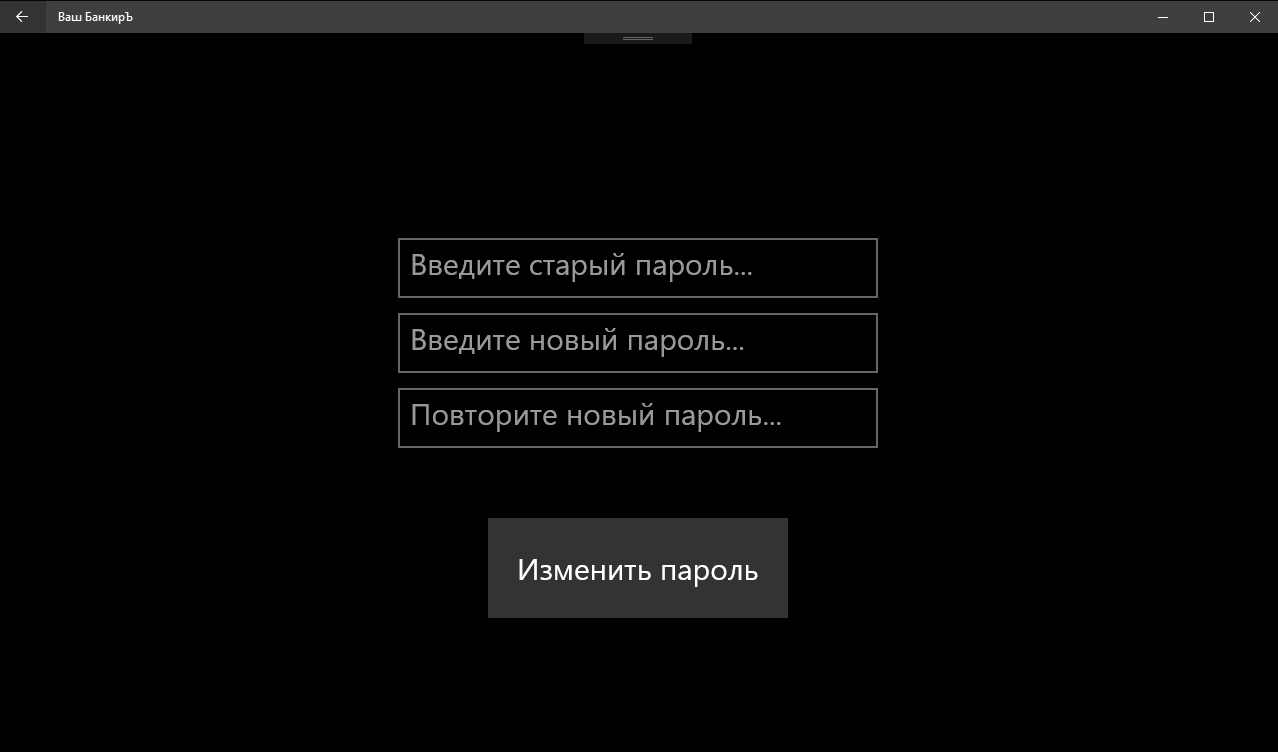 Ваш БанкирЪ
Введите старый пароль...
Введите новый пароль...
Повторите новый пароль...
Изменить пароль